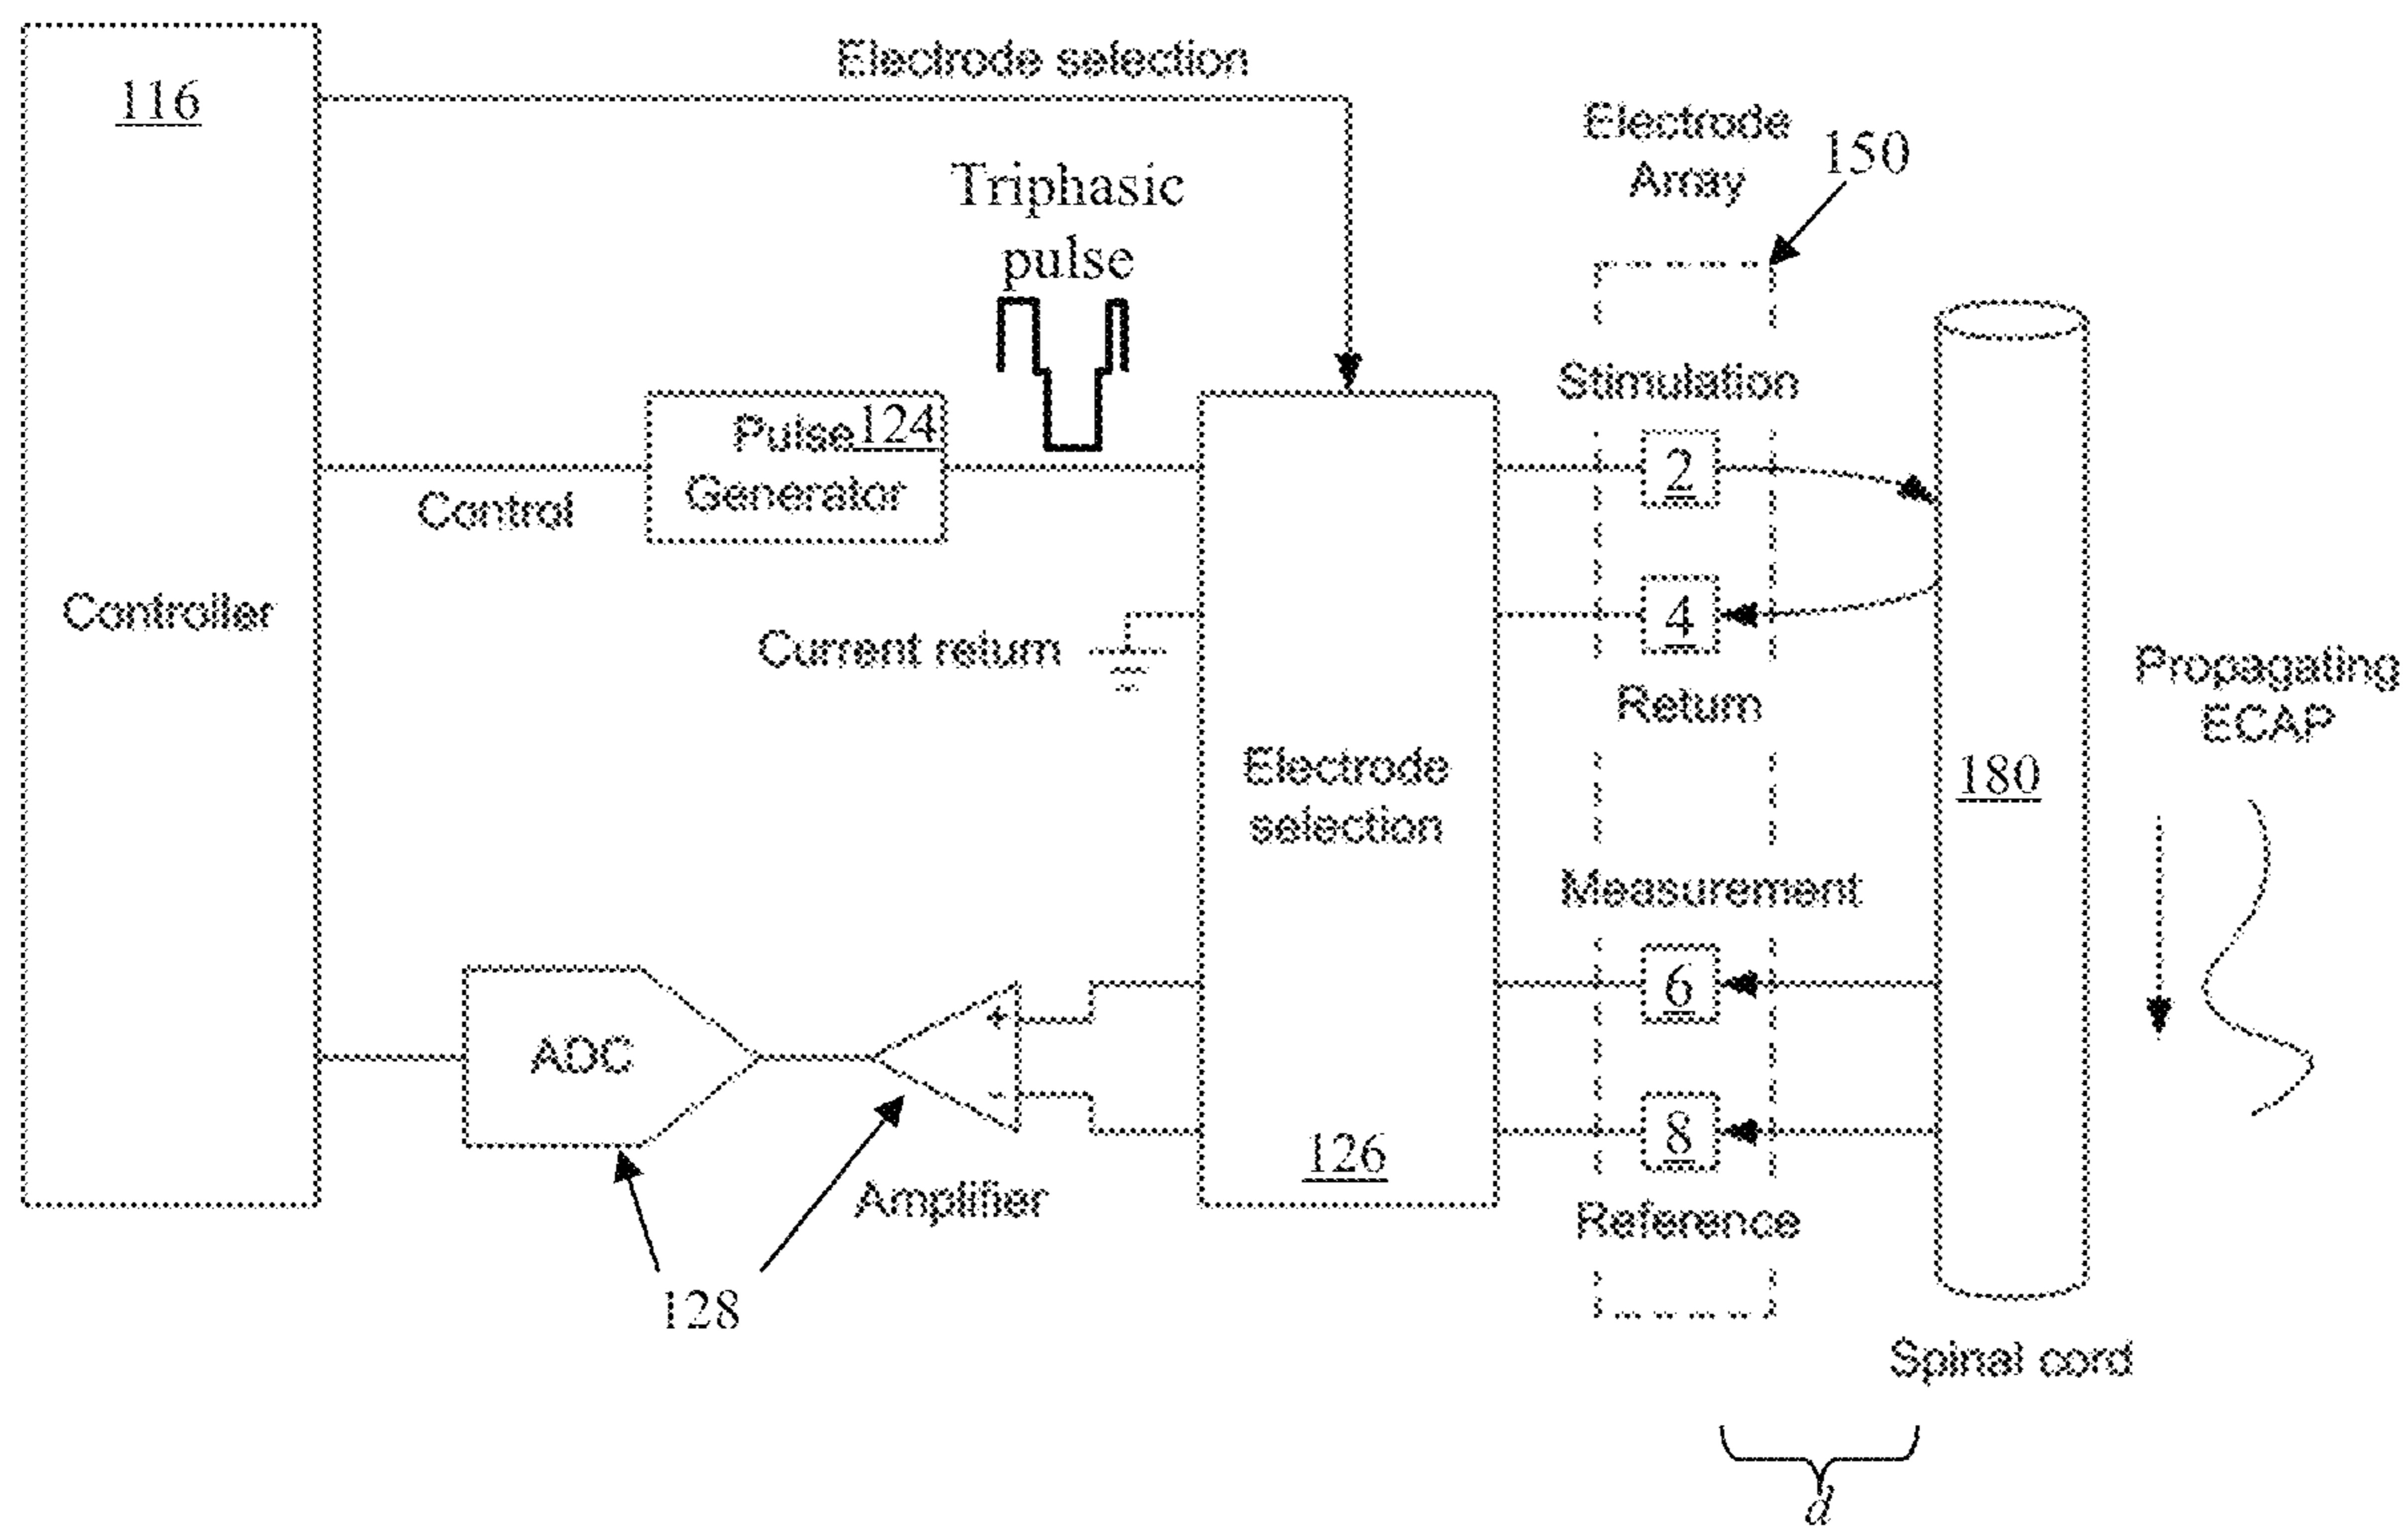 116
Electrode selection
Electrode
Array
150
Triphasic
pulse
Stimulation
Pulse 124
Generator
2
Control
Controller
4
Current return
Return
Propagating
ECAP
Electrode
selection
180
Measurement
6
+
ADC
-
8
126
Amplifier
Reference
128
Spinal cord
d